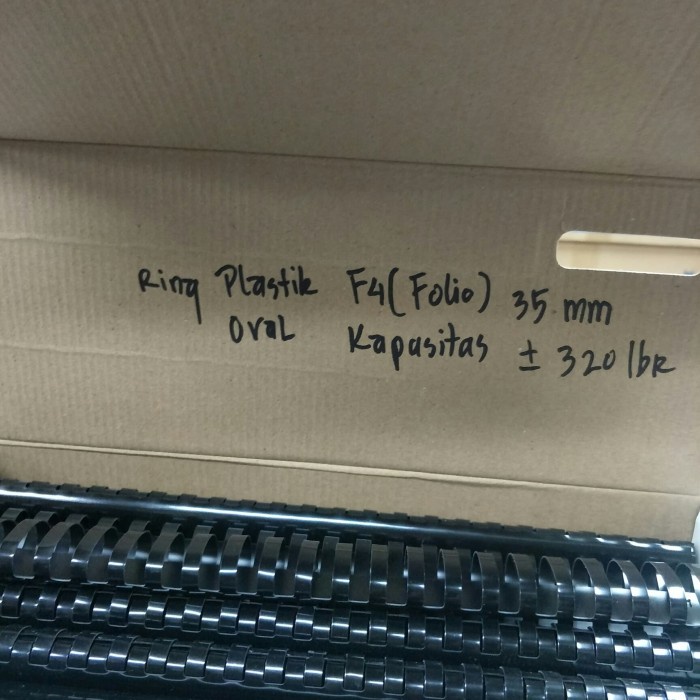 Ring Plastik F4 (Folio) 35 mm
Oval Kapasitas ± 320 lbr